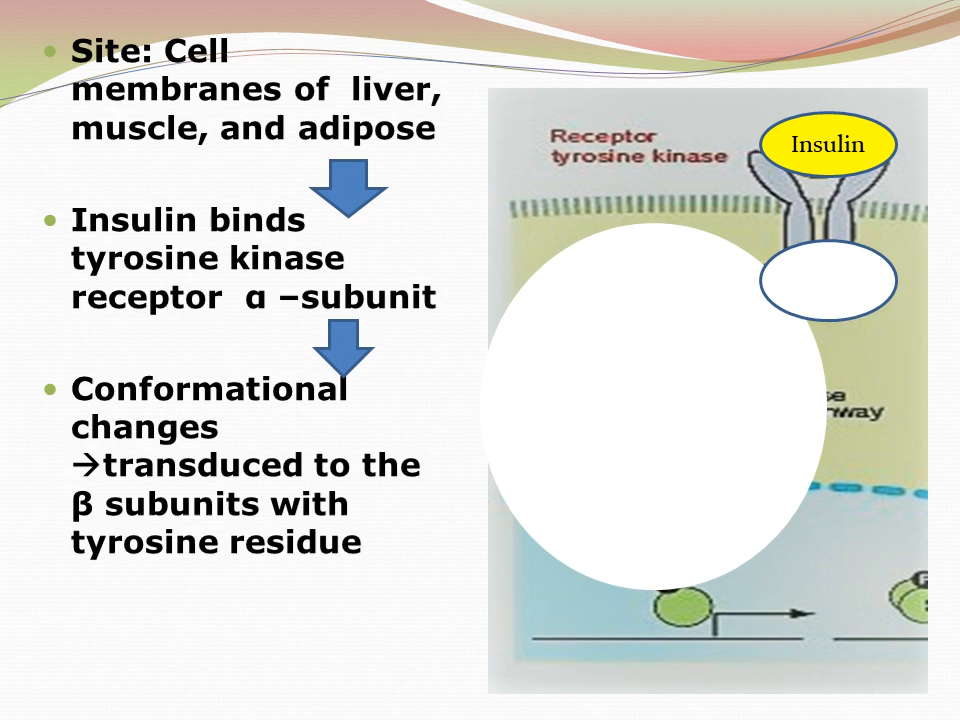 Site: Cell
membranes of liver,
muscle, and adipose
Insulin binds
tyrosine kinase
receptor α –subunit
Conformational
changes
→transduced to the
β subunits with
tyrosine residue
Receptor
tyrosine kinase
Insulin